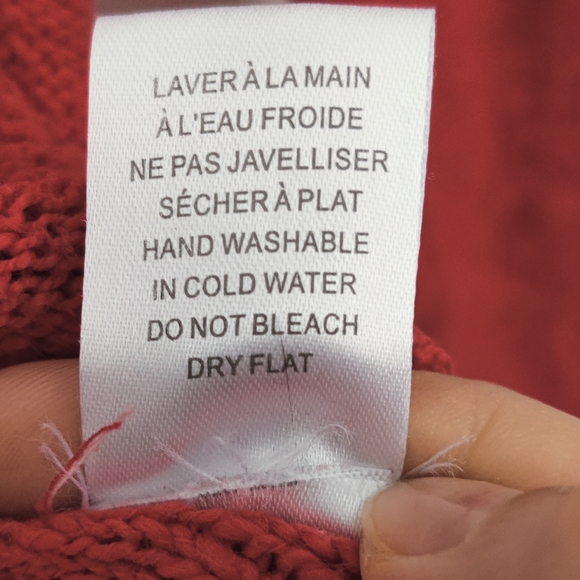 LAVER À LA MAIN
À L'EAU FROIDE
NE PAS JAVELLISER
SÉCHER À PLAT
HAND WASHABLE
IN COLD WATER
DO NOT BLEACH
DRY FLAT